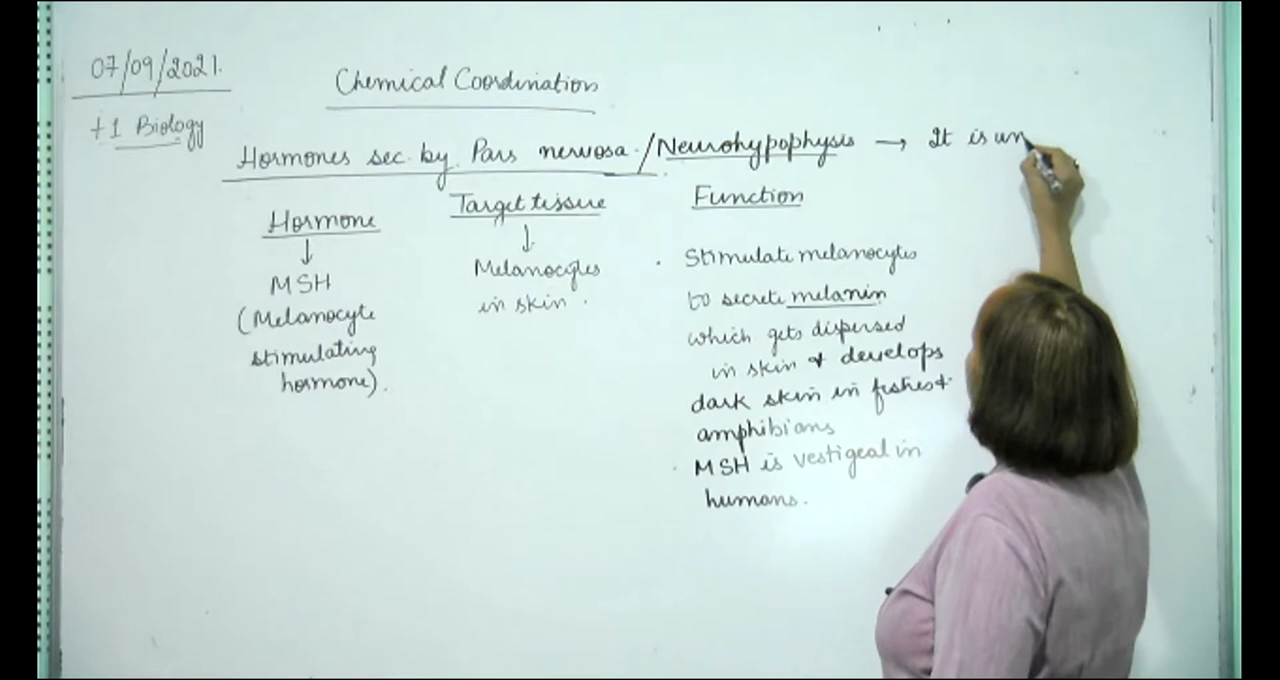 07/09/2021.
Chemical Coordination
+1 Biology
Hormones sec. by Pars nervosa. / Neurohypophysis → It is un
Hormone
↓
MSH
(Melanocyte
stimulating
hormone).
Target tissue
↓
Melanocytes
in skin.
Function
. Stimulate melanocytes
to secrete melanin
which gets dispersed
in skin & develops
dark skin in fishes &
amphibians
. MSH is vestigeal in
humans.